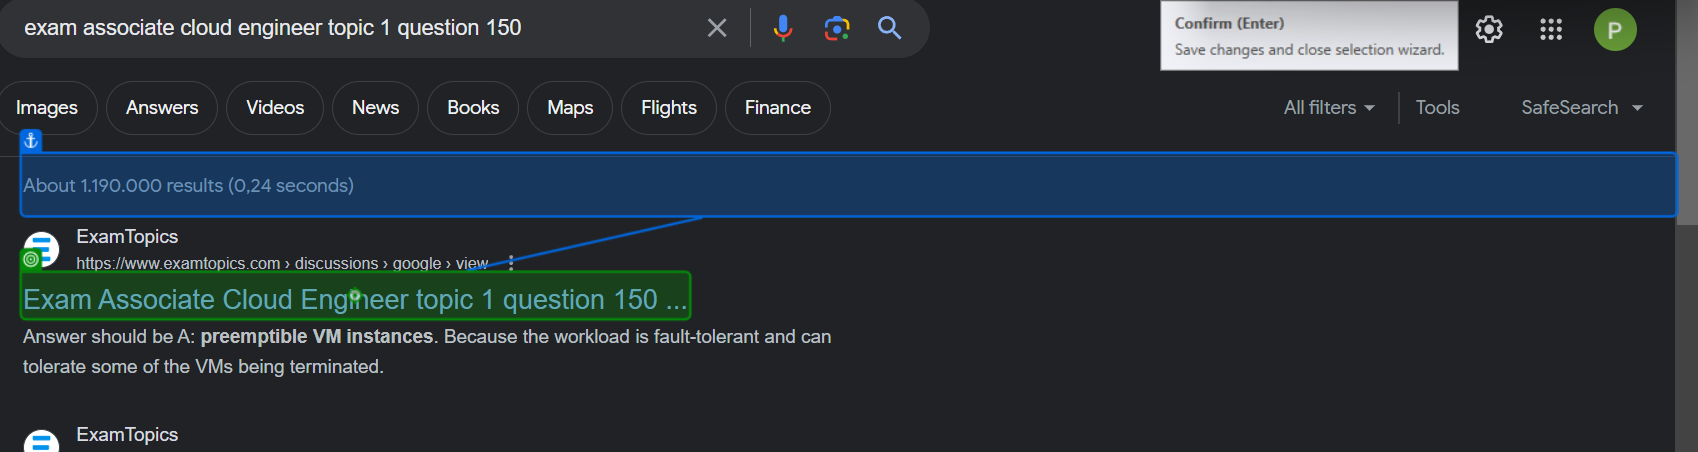 exam associate cloud engineer topic 1 question 150
Confirm (Enter)
Save changes and close selection wizard.
P
Images Answers Videos News Books Maps Flights Finance
All filters Tools SafeSearch
About 1.190.000 results (0,24 seconds)
ExamTopics
https://www.examtopics.com › discussions › google › view
Exam Associate Cloud Engineer topic 1 question 150 ...
Answer should be A: preemptible VM instances. Because the workload is fault-tolerant and can
tolerate some of the VMs being terminated.
ExamTopics